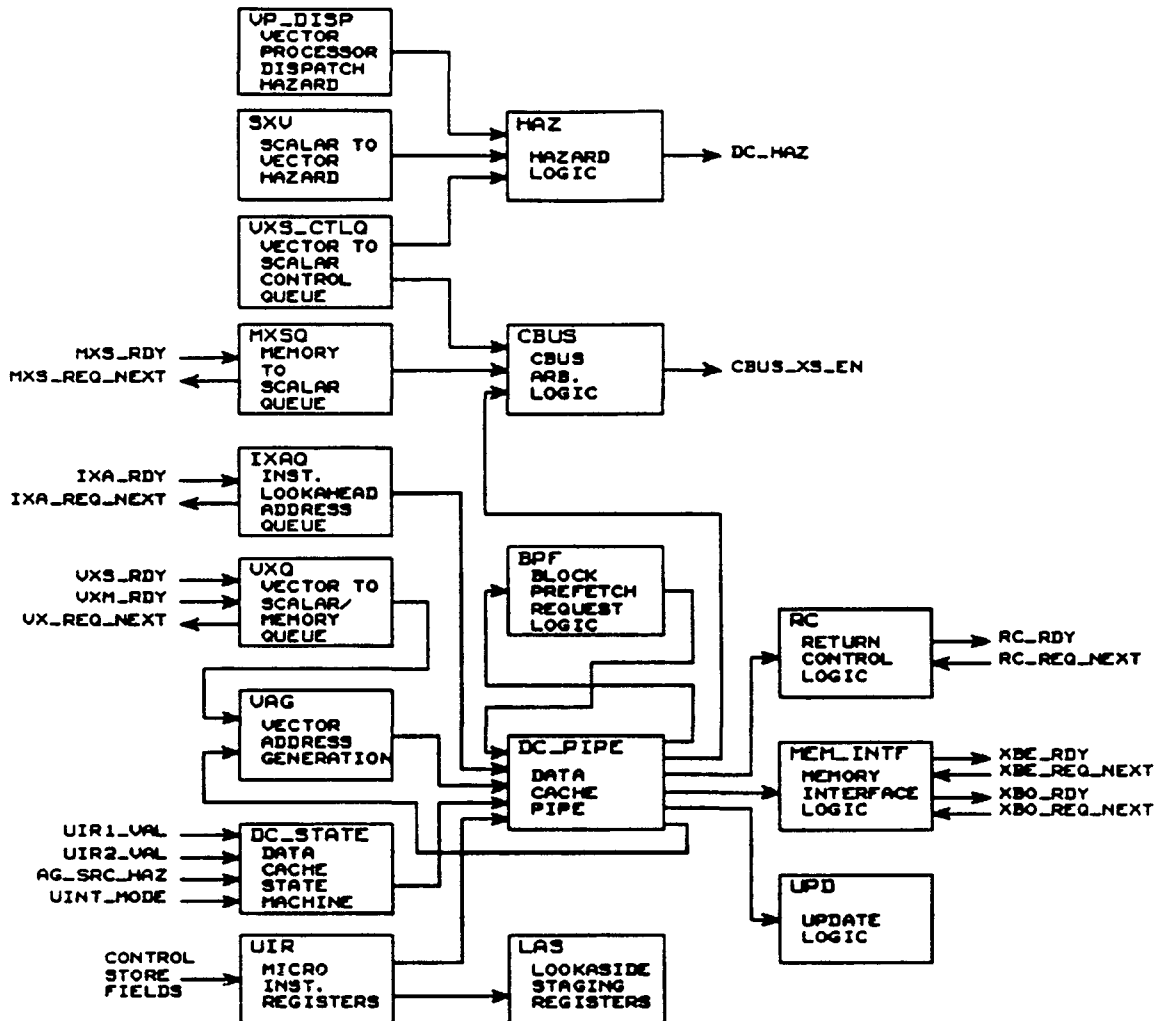 VP_DISP
VECTOR
PROCESSOR
DISPATCH
HAZARD
SXV
SCALAR TO
VECTOR
HAZARD
HAZ
HAZARD
LOGIC
DC_HAZ
VXS_CTLQ
VECTOR TO
SCALAR
CONTROL
QUEUE
MXS_RDY
MXS_REQ_NEXT
MXSQ
MEMORY
TO
SCALAR
QUEUE
CBUS
CBUS
ARB.
LOGIC
CBUS_XS_EN
IXA_RDY
IXA_REQ_NEXT
IXAQ
INST.
LOOKAHEAD
ADDRESS
QUEUE
VXS_RDY
VXM_RDY
VX_REQ_NEXT
VXQ
VECTOR TO
SCALAR/
MEMORY
QUEUE
BPF
BLOCK
PREFETCH
REQUEST
LOGIC
RC
RETURN
CONTROL
LOGIC
RC_RDY
RC_REQ_NEXT
VAG
VECTOR
ADDRESS
GENERATION
DC_PIPE
DATA
CACHE
PIPE
MEM_INTF
MEMORY
INTERFACE
LOGIC
XBE_RDY
XBE_REQ_NEXT
XBO_RDY
XBO_REQ_NEXT
UIR1_VAL
UIR2_VAL
AG_SRC_HAZ
UINT_MODE
DC_STATE
DATA
CACHE
STATE
MACHINE
UPD
UPDATE
LOGIC
CONTROL
STORE
FIELDS
UIR
MICRO
INST.
REGISTERS
LAS
LOOKASIDE
STAGING
REGISTERS